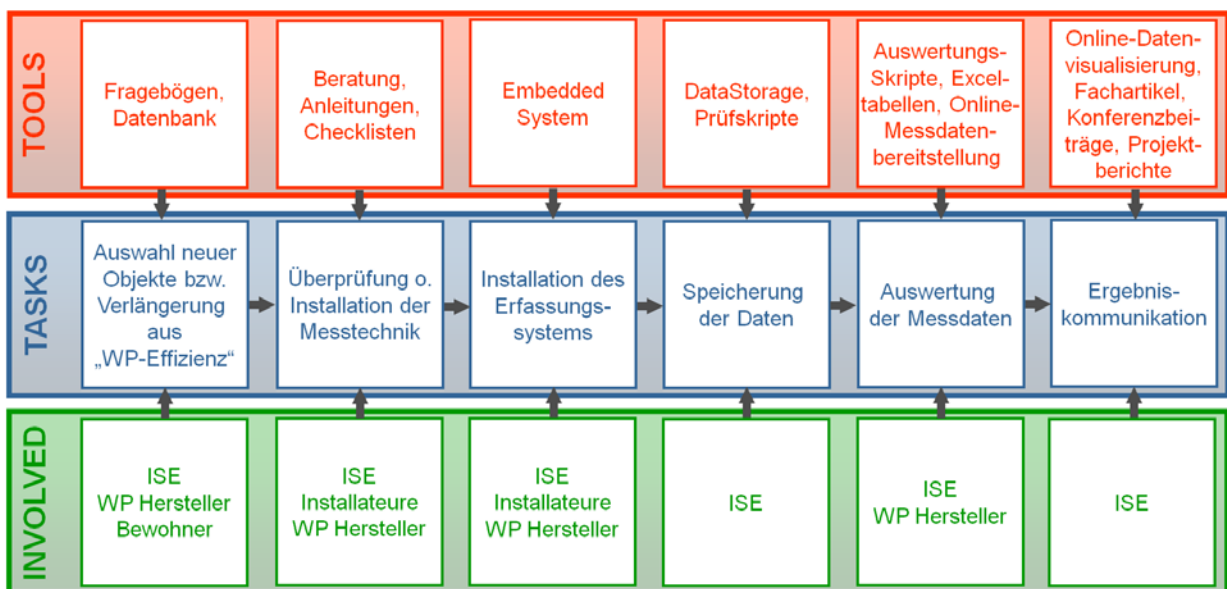 TOOLS
Fragebögen,
Datenbank
Beratung,
Anleitungen,
Checklisten
Embedded
System
DataStorage,
Prüfskripte
Auswertungs-
Skripte, Excel-
tabellen, Online-
Messdaten-
bereitstellung
Online-Daten-
visualisierung,
Fachartikel,
Konferenzbei-
träge, Projekt-
berichte
TASKS
Auswahl neuer
Objekte bzw.
Verlängerung
aus
„WP-Effizienz“
Überprüfung o.
Installation der
Messtechnik
Installation des
Erfassungs-
systems
Speicherung
der Daten
Auswertung
der Messdaten
Ergebnis-
kommunikation
INVOLVED
ISE
WP Hersteller
Bewohner
ISE
Installateure
WP Hersteller
ISE
Installateure
WP Hersteller
ISE
ISE
WP Hersteller
ISE